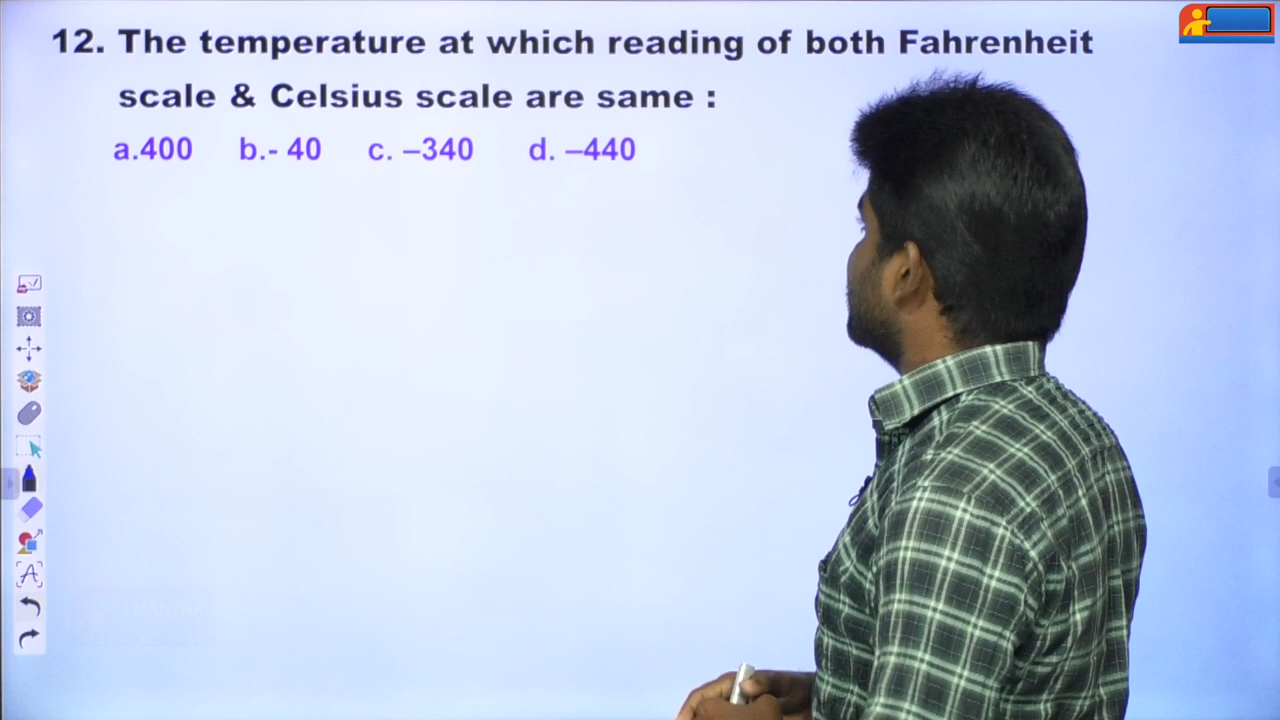 12. The temperature at which reading of both Fahrenheit
scale & Celsius scale are same :
a.400 b.- 40 c. –340 d. –440